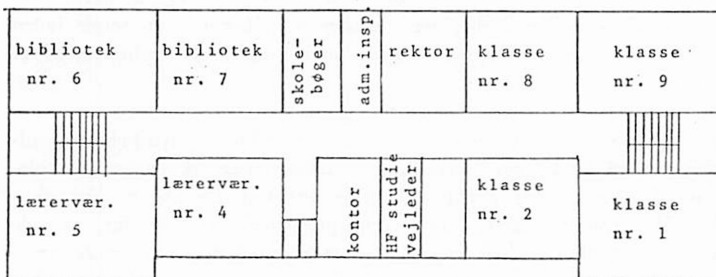 bibliotek
nr. 6
bibliotek
nr. 7
skole-
bøger
adm.insp.
rektor
klasse
nr. 8
klasse
nr. 9
lærervær.
nr. 5
lærervær.
nr. 4
kontor
HF studie
vejleder
klasse
nr. 2
klasse
nr. 1